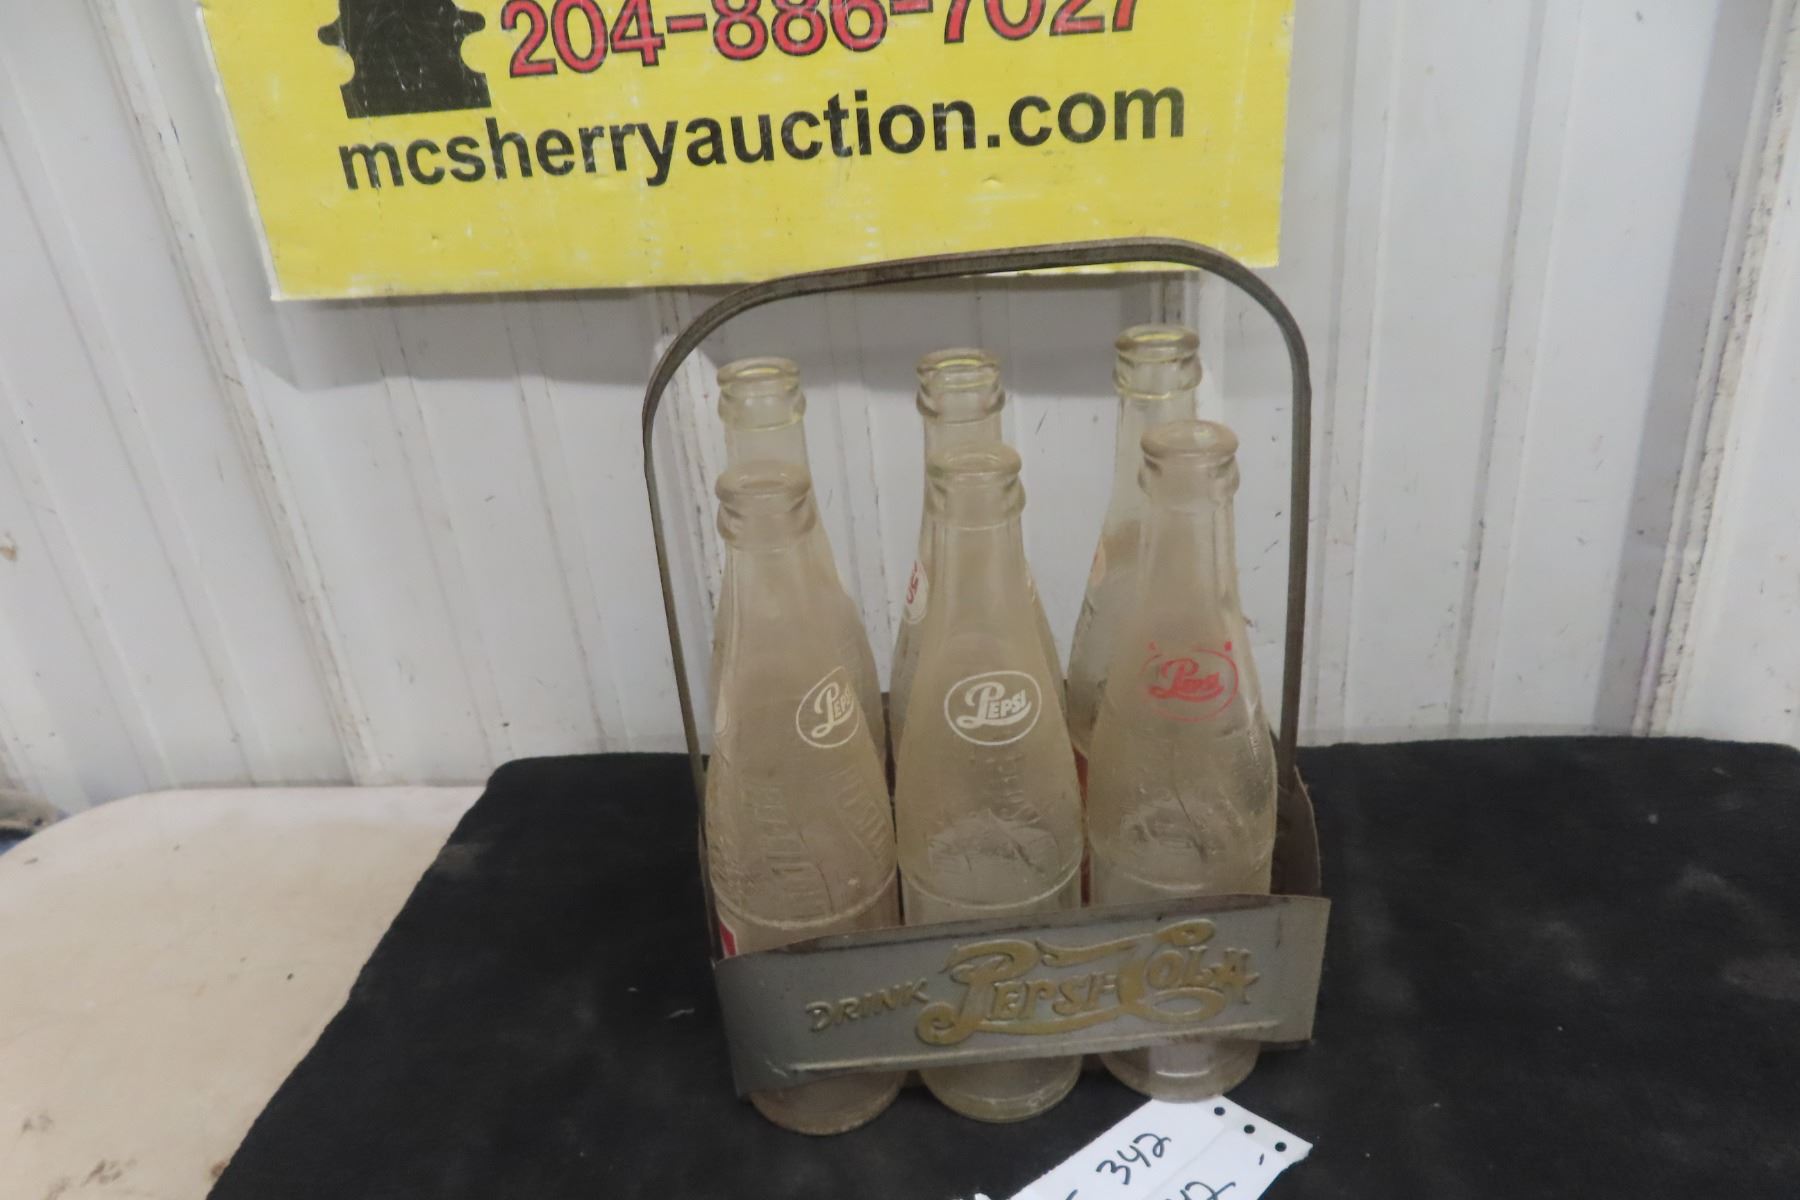 204-886-7027
mcsherryauction.com
PEPSI
PEPSI
PEPSI
DRINK PEPSI-COLA
342